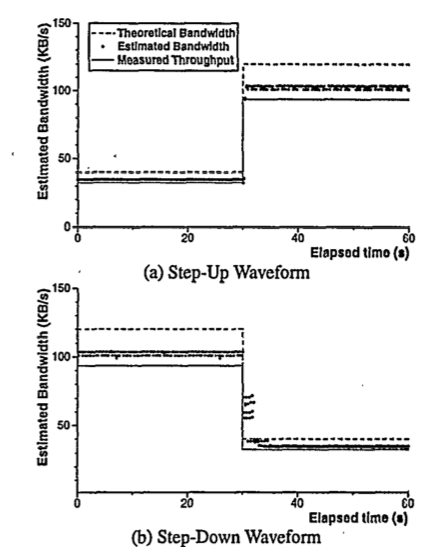 150
100
50
0
Estimated Bandwidth (KB/s)
Theoretical Bandwidth
Estimated Bandwidth
Measured Throughput
0
20
40
60
Elapsed time (s)
(a) Step-Up Waveform
150
100
50
Estimated Bandwidth (KB/s)
0
20
40
60
Elapsed time (s)
(b) Step-Down Waveform